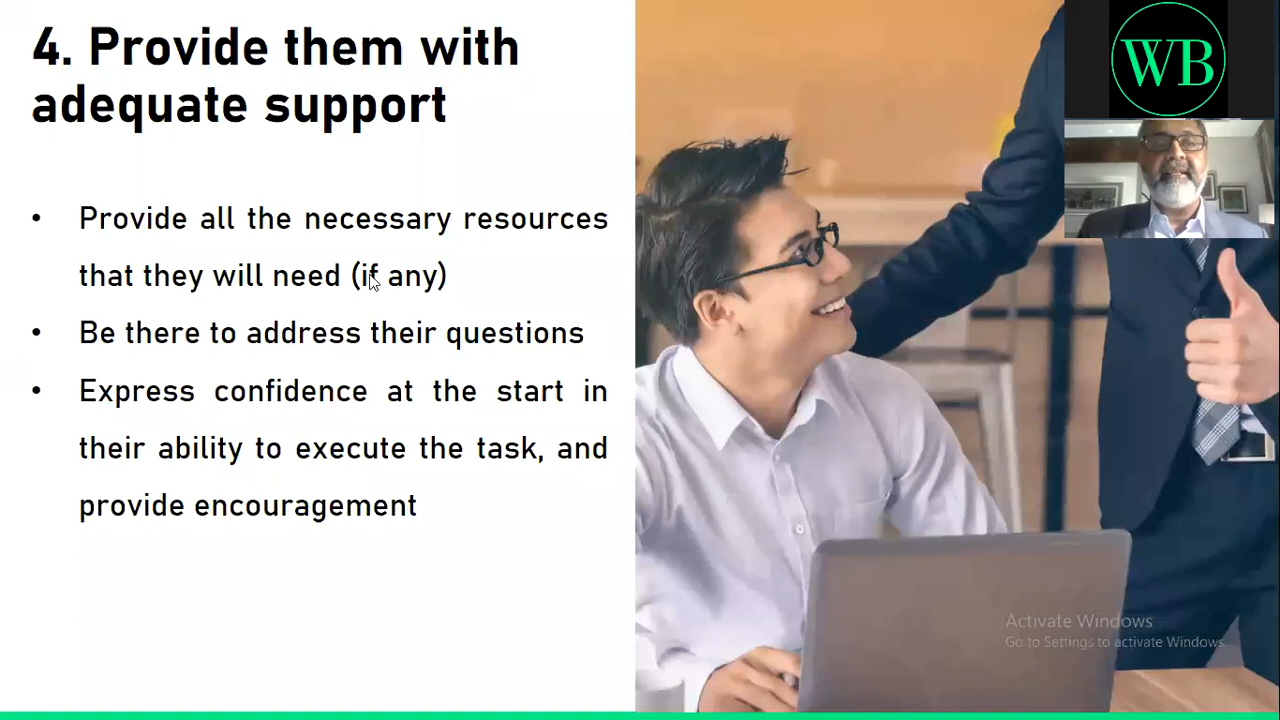 4. Provide them with
adequate support
• Provide all the necessary resources
that they will need (if any)
• Be there to address their questions
• Express confidence at the start in
their ability to execute the task, and
provide encouragement
WB
Activate Windows
Go to Settings to activate Windows.